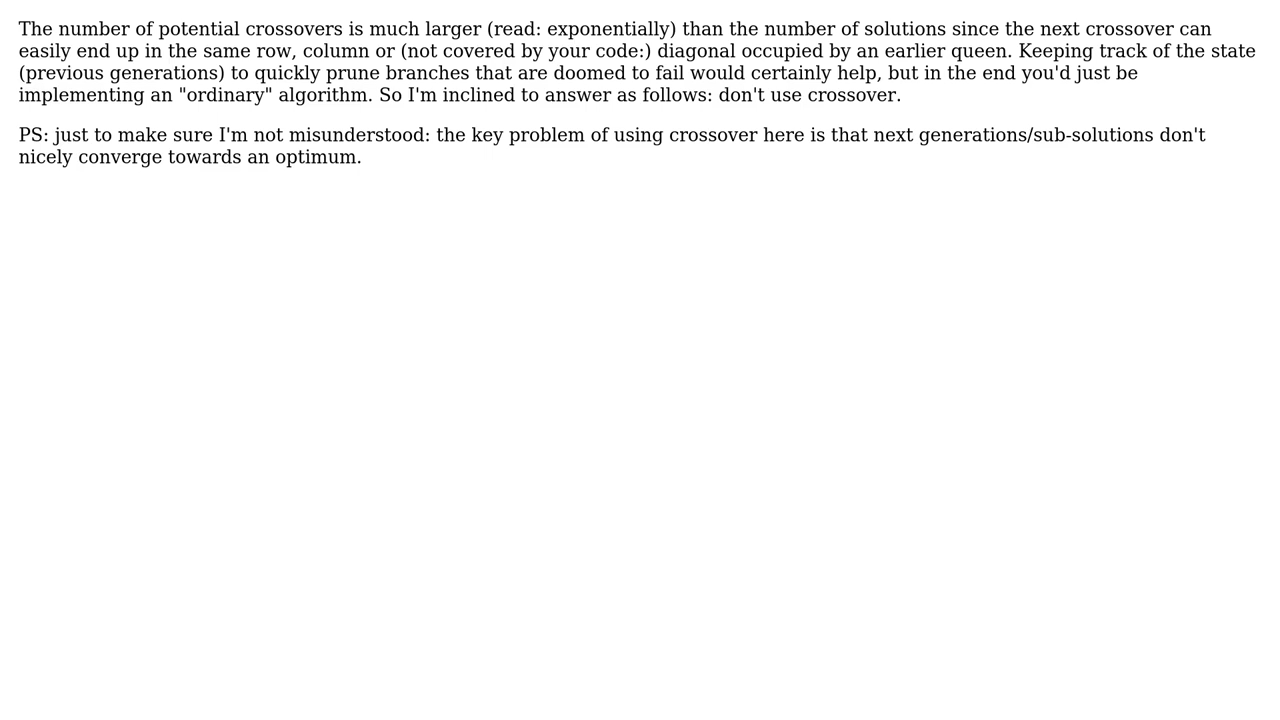 The number of potential crossovers is much larger (read: exponentially) than the number of solutions since the next crossover can
easily end up in the same row, column or (not covered by your code:) diagonal occupied by an earlier queen. Keeping track of the state
(previous generations) to quickly prune branches that are doomed to fail would certainly help, but in the end you'd just be
implementing an "ordinary" algorithm. So I'm inclined to answer as follows: don't use crossover.
PS: just to make sure I'm not misunderstood: the key problem of using crossover here is that next generations/sub-solutions don't
nicely converge towards an optimum.